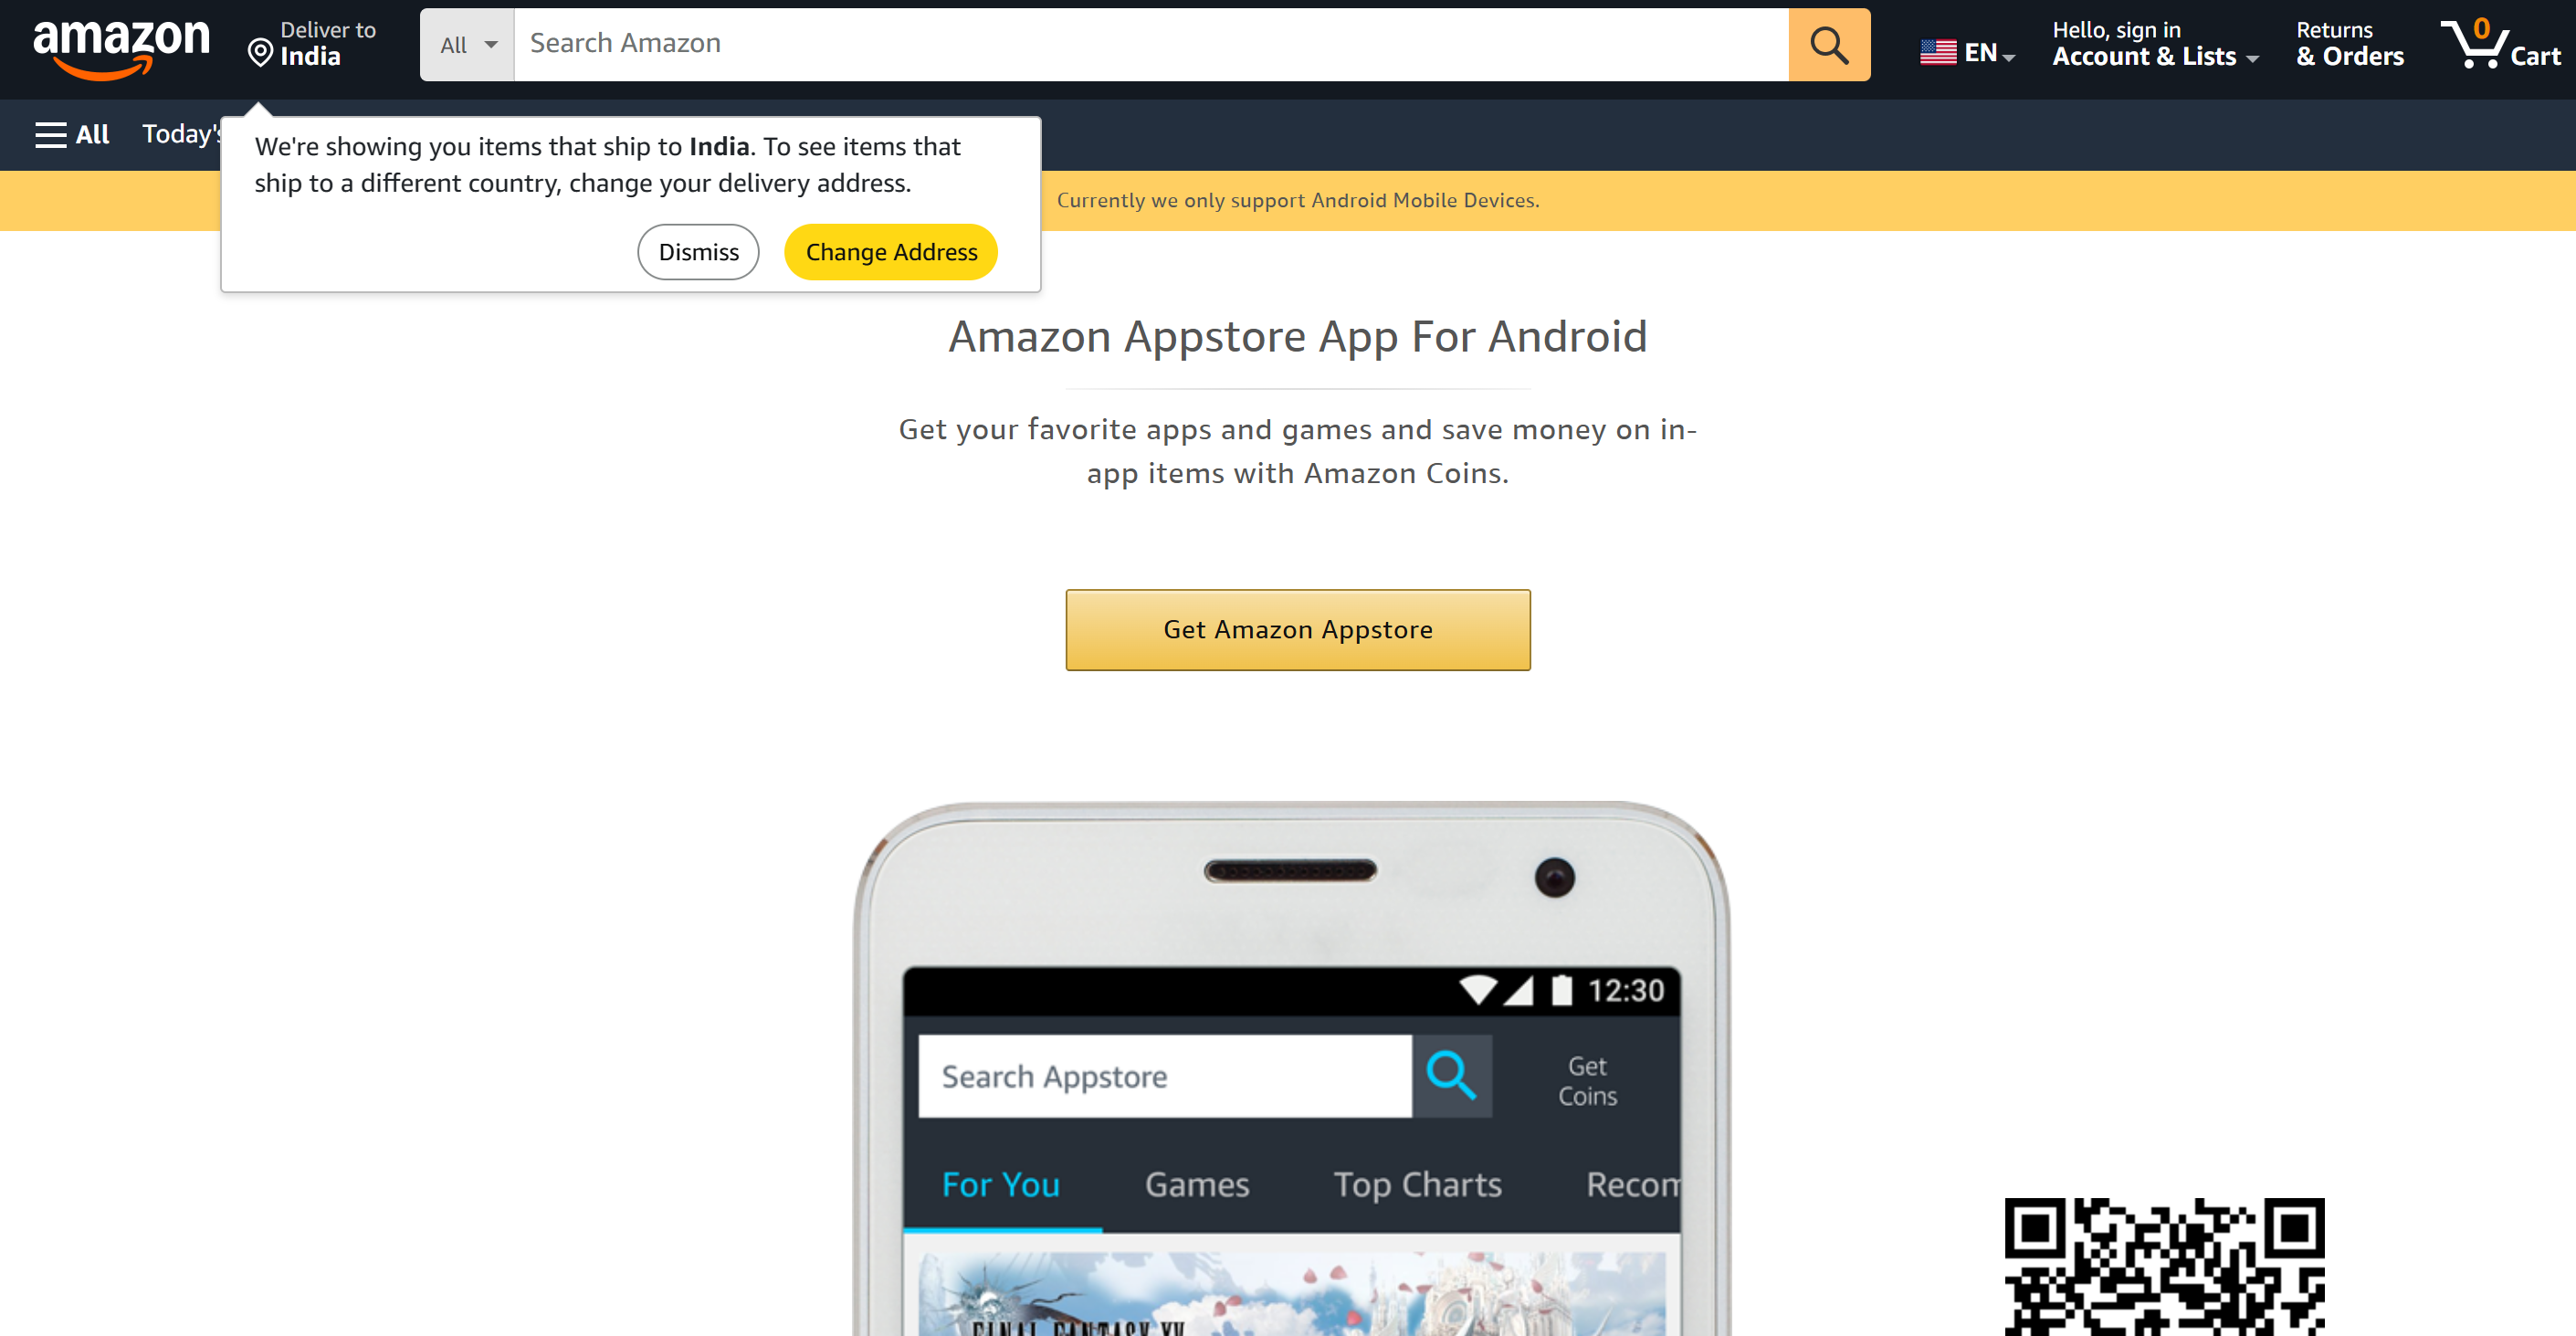 amazon
Deliver to
India
All
Search Amazon
EN
Hello, sign in
Account & Lists
Returns
& Orders
0
Cart
All
Today's
We're showing you items that ship to India. To see items that
ship to a different country, change your delivery address.
Dismiss
Change Address
Currently we only support Android Mobile Devices.
Amazon Appstore App For Android
Get your favorite apps and games and save money on in-
app items with Amazon Coins.
Get Amazon Appstore
12:30
Search Appstore
Get
Coins
For You
Games
Top Charts
Recom
FINAL FANTASY XV